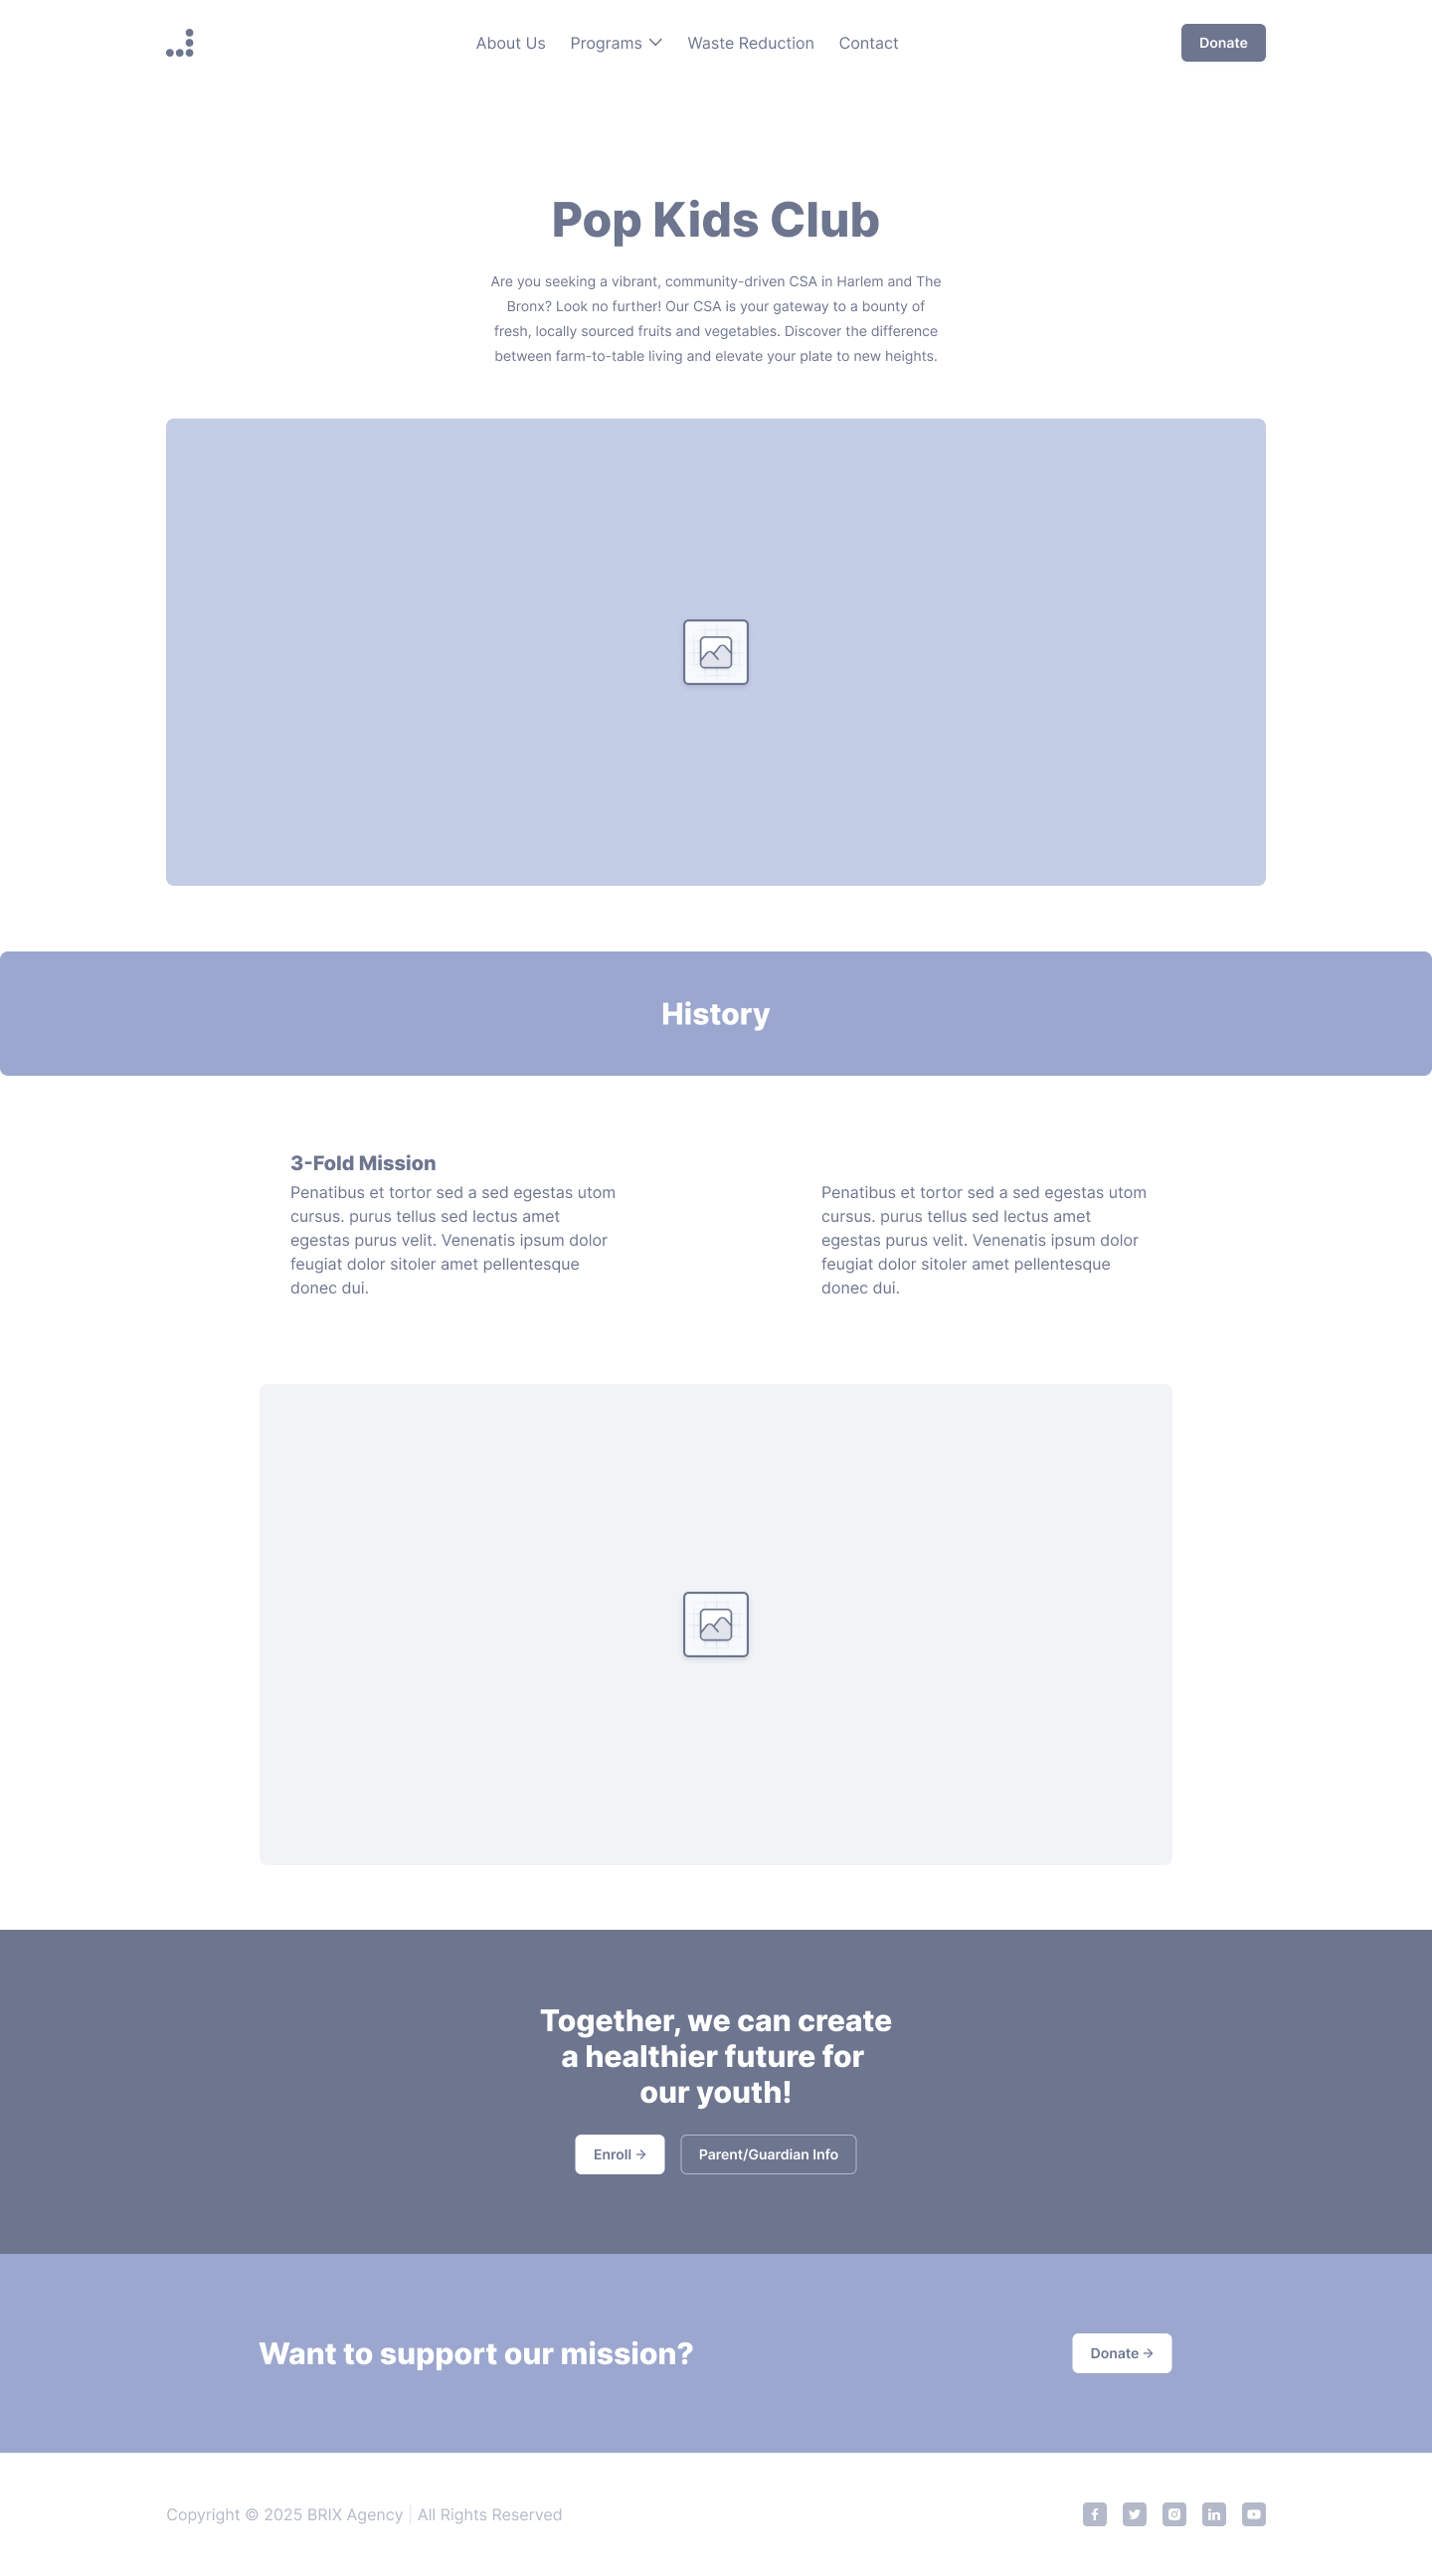 About Us
Programs
Waste Reduction
Contact
Donate
Pop Kids Club
Are you seeking a vibrant, community-driven CSA in Harlem and The
Bronx? Look no further! Our CSA is your gateway to a bounty of
fresh, locally sourced fruits and vegetables. Discover the difference
between farm-to-table living and elevate your plate to new heights.
History
3-Fold Mission
Penatibus et tortor sed a sed egestas utom
cursus. purus tellus sed lectus amet
egestas purus velit. Venenatis ipsum dolor
feugiat dolor sitoler amet pellentesque
donec dui.
Penatibus et tortor sed a sed egestas utom
cursus. purus tellus sed lectus amet
egestas purus velit. Venenatis ipsum dolor
feugiat dolor sitoler amet pellentesque
donec dui.
Together, we can create
a healthier future for
our youth!
Enroll →
Parent/Guardian Info
Want to support our mission?
Donate →
Copyright © 2025 BRIX Agency | All Rights Reserved